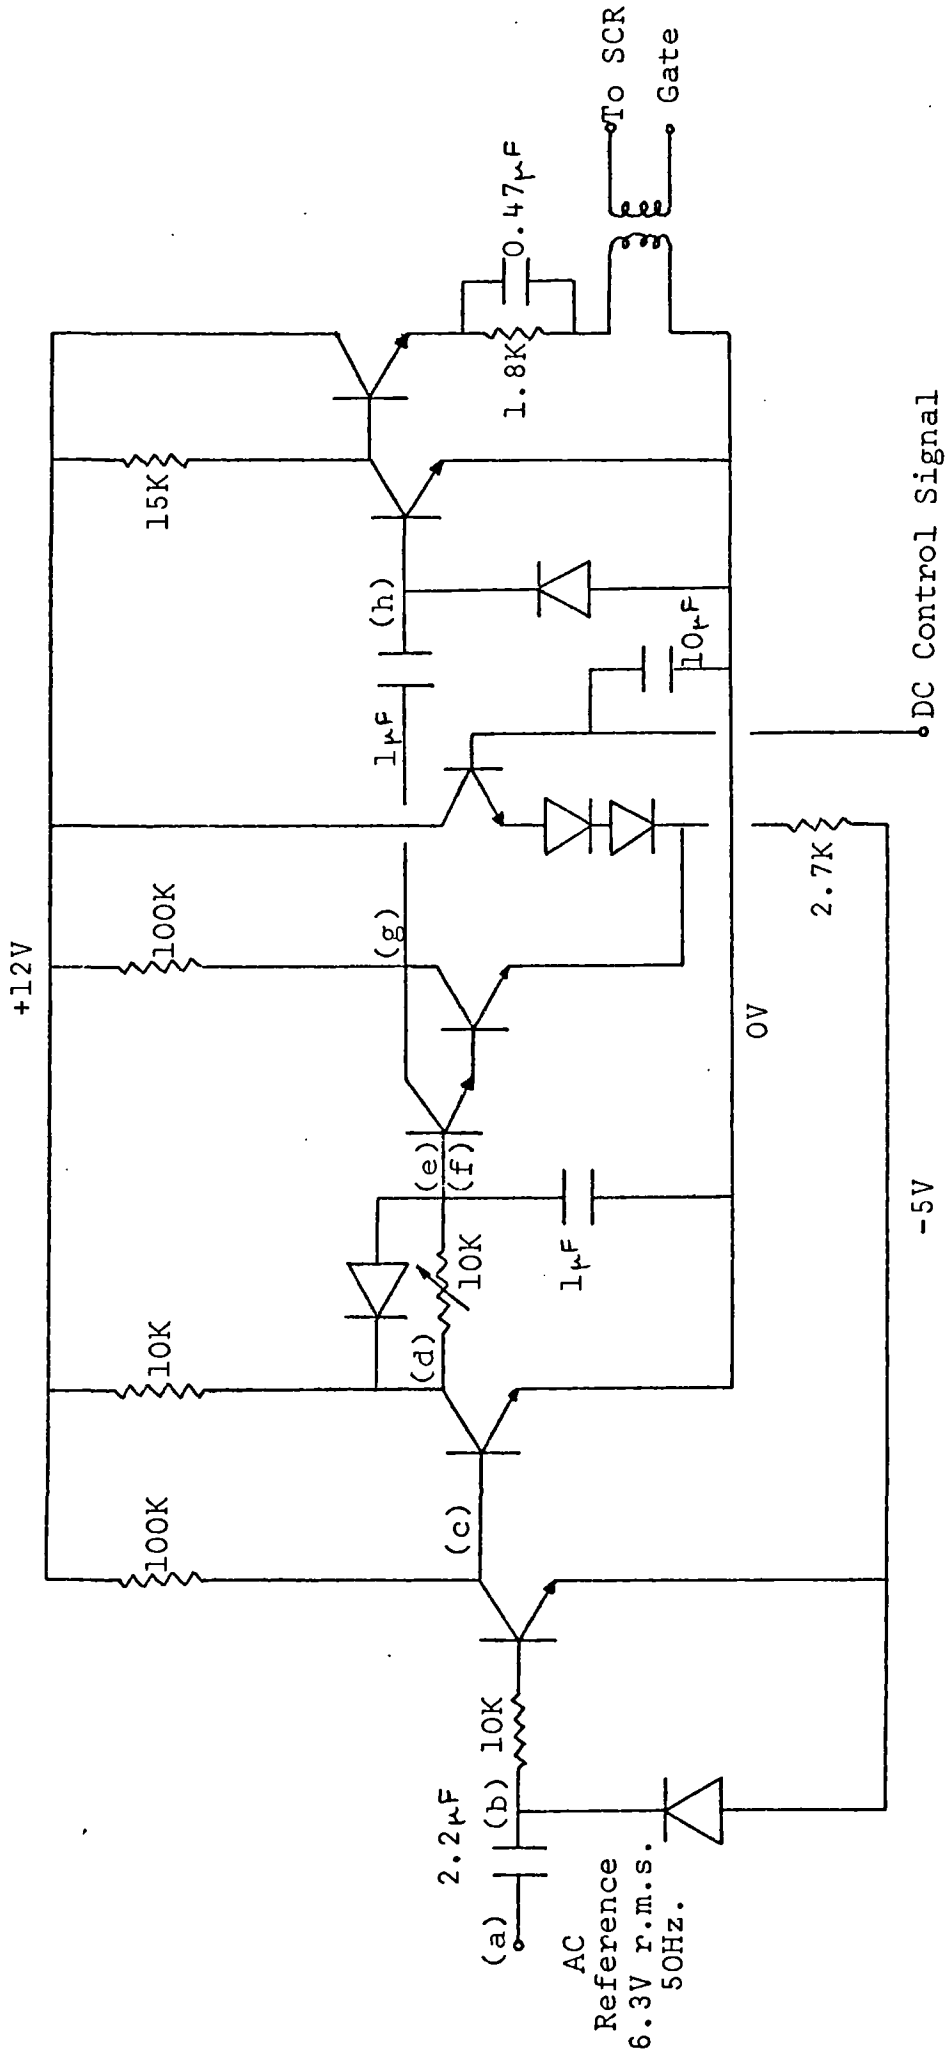 +12V
100K
10K
100K
15K
(a)
2.2µF
(b)
10K
(c)
(d)
10K
(e)
(f)
1µF
(g)
1µF
(h)
10µF
1.8K
0.47µF
To SCR
Gate
AC
Reference
6.3V r.m.s.
50Hz.
0V
2.7K
-5V
DC Control Signal